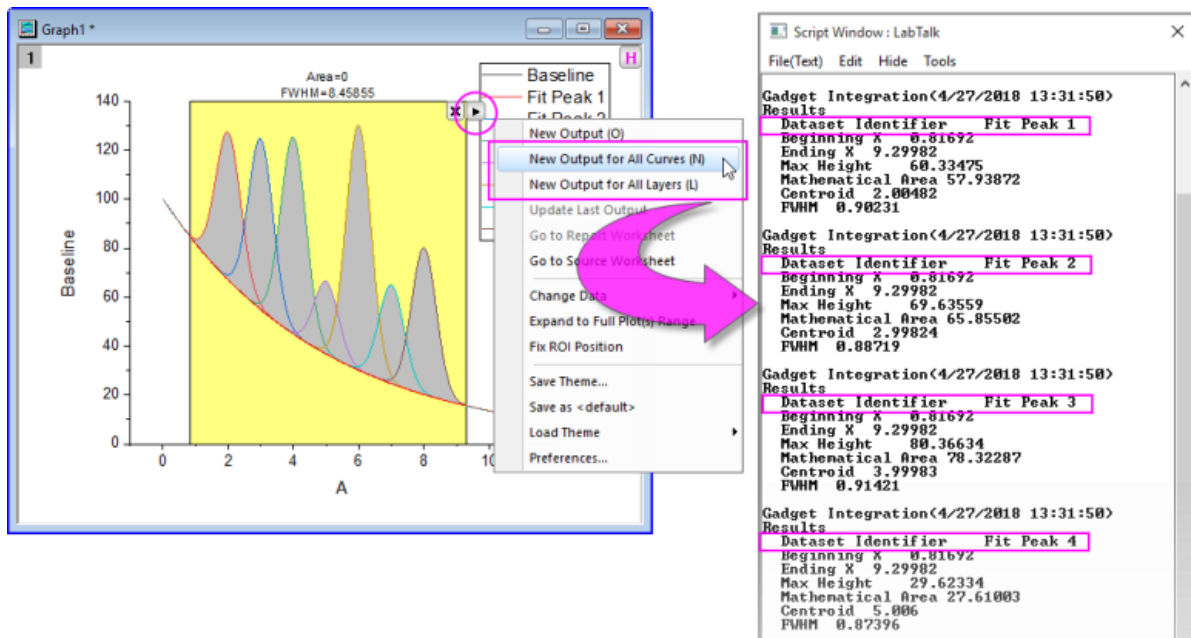 Graph1 *
1
H
Area=0
FWHM=8.45855
Baseline
Fit Peak 1
140
120
100
80
60
40
20
0
Baseline
0
2
4
6
8
10
A
New Output (O)
New Output for All Curves (N)
New Output for All Layers (L)
Update Last Output
Go to Report Worksheet
Go to Source Worksheet
Change Data
Expand to Full Plot(s) Range
Fix ROI Position
Save Theme...
Save as <default>
Load Theme
Preferences...
Script Window : LabTalk
File(Text) Edit Hide Tools
Gadget Integration(4/27/2018 13:31:50)
Results
Dataset Identifier Fit Peak 1
Beginning X 0.81692
Ending X 9.29982
Max Height 60.33475
Mathematical Area 57.93872
Centroid 2.00482
FWHM 0.90231
Gadget Integration(4/27/2018 13:31:50)
Results
Dataset Identifier Fit Peak 2
Beginning X 0.81692
Ending X 9.29982
Max Height 69.63559
Mathematical Area 65.85502
Centroid 2.99824
FWHM 0.88719
Gadget Integration(4/27/2018 13:31:50)
Results
Dataset Identifier Fit Peak 3
Beginning X 0.81692
Ending X 9.29982
Max Height 80.36634
Mathematical Area 78.32287
Centroid 3.99983
FWHM 0.91421
Gadget Integration(4/27/2018 13:31:50)
Results
Dataset Identifier Fit Peak 4
Beginning X 0.81692
Ending X 9.29982
Max Height 29.62334
Mathematical Area 27.61003
Centroid 5.006
FWHM 0.87396